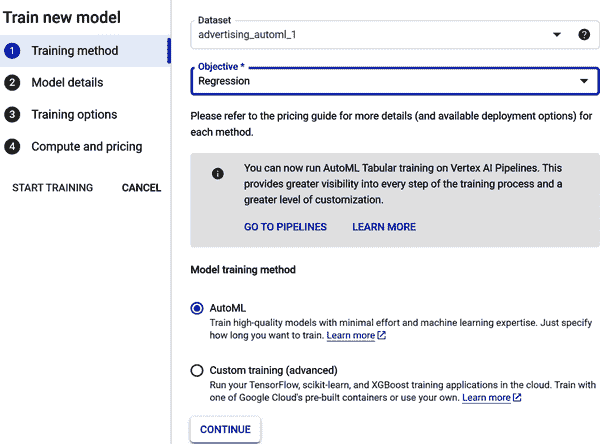 Train new model
1 Training method
2 Model details
3 Training options
4 Compute and pricing
START TRAINING CANCEL
Dataset
advertising_automl_1
Objective *
Regression
Please refer to the pricing guide for more details (and available deployment options) for
each method.
You can now run AutoML Tabular training on Vertex AI Pipelines. This
provides greater visibility into every step of the training process and a
greater level of customization.
GO TO PIPELINES LEARN MORE
Model training method
AutoML
Train high-quality models with minimal effort and machine learning expertise. Just specify
how long you want to train. Learn more
Custom training (advanced)
Run your TensorFlow, scikit-learn, and XGBoost training applications in the cloud. Train with
one of Google Cloud's pre-built containers or use your own. Learn more
CONTINUE